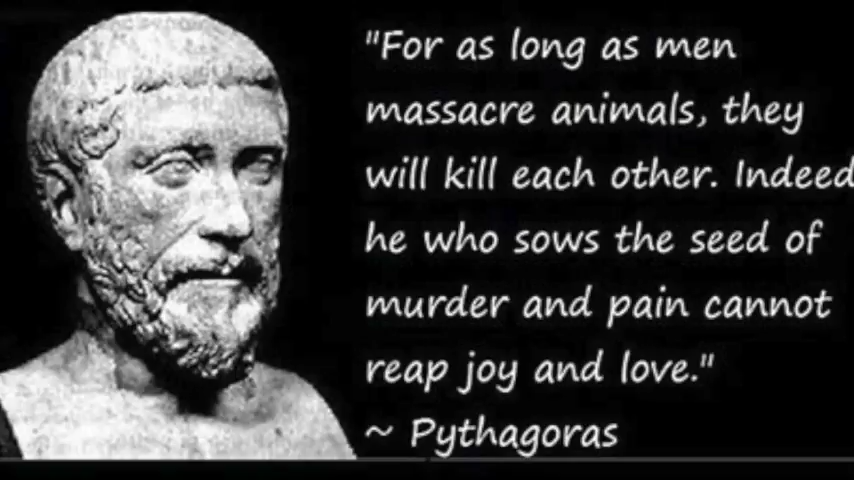 "For as long as men
massacre animals, they
will kill each other. Indeed
he who sows the seed of
murder and pain cannot
reap joy and love."
~ Pythagoras